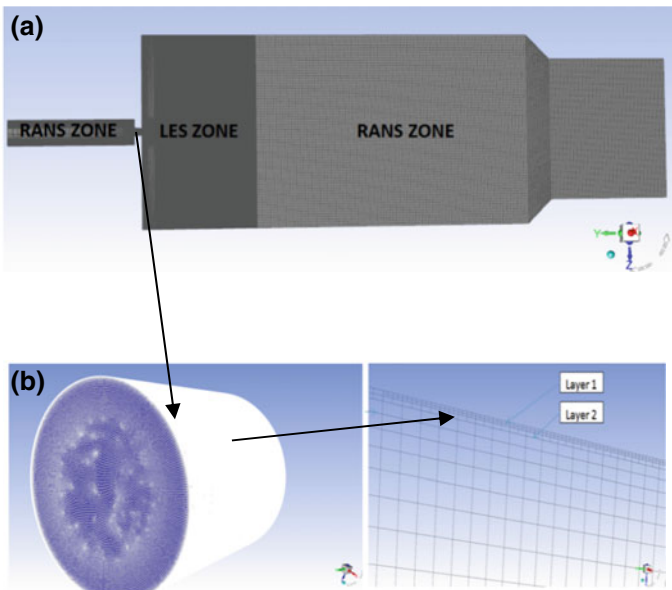 (a)
RANS ZONE
LES ZONE
RANS ZONE
Y
Z
(b)
Layer 1
Layer 2